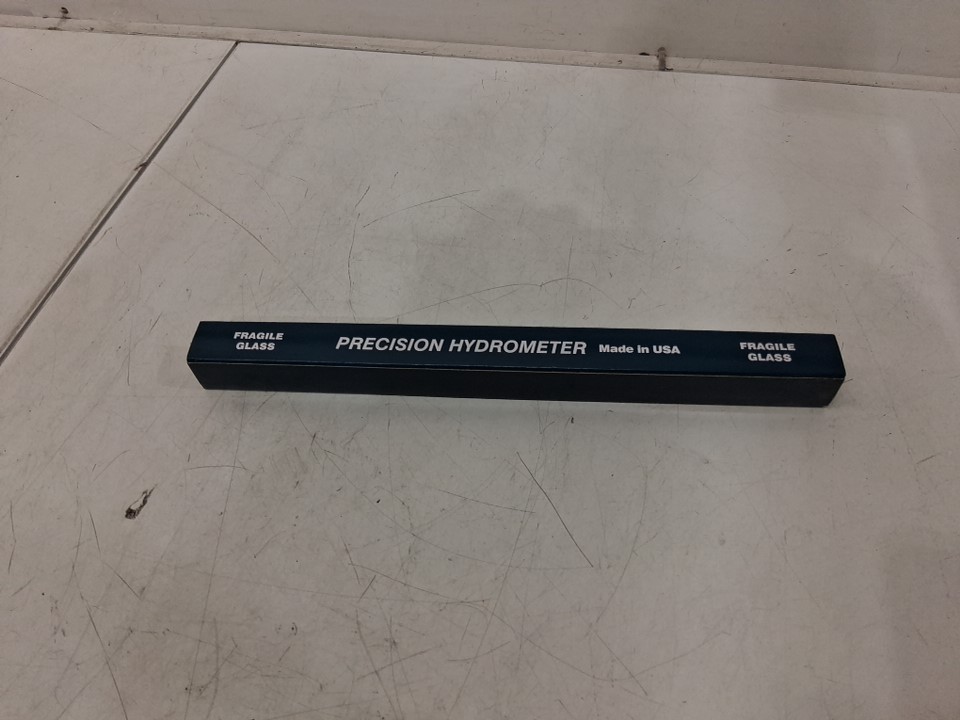 FRAGILE
GLASS
PRECISION HYDROMETER Made in USA
FRAGILE
GLASS